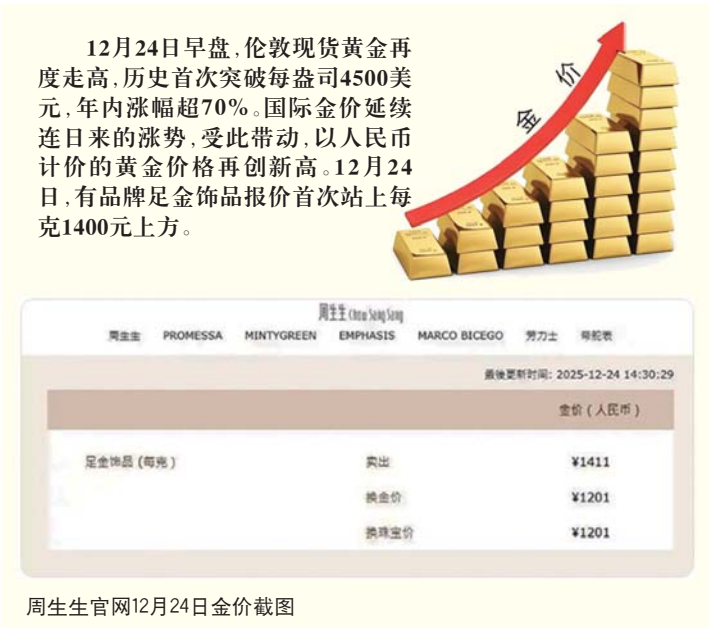 12月24日早盘，伦敦现货黄金再
度走高，历史首次突破每盎司4500美
元，年内涨幅超70%。国际金价延续
连日来的涨势，受此带动，以人民币
计价的黄金价格再创新高。12月24
日，有品牌足金饰品报价首次站上每
克1400元上方。
金价
周生生 Chow Sang Sang
周生生 PROMESSA MINTYGREEN EMPHASIS MARCO BICEGO 劳力士 帝舵表
最後更新时间: 2025-12-24 14:30:29
金价（人民币）
足金饰品 (每克) 卖出 ¥1411
换金价 ¥1201
换珠宝价 ¥1201
周生生官网12月24日金价截图